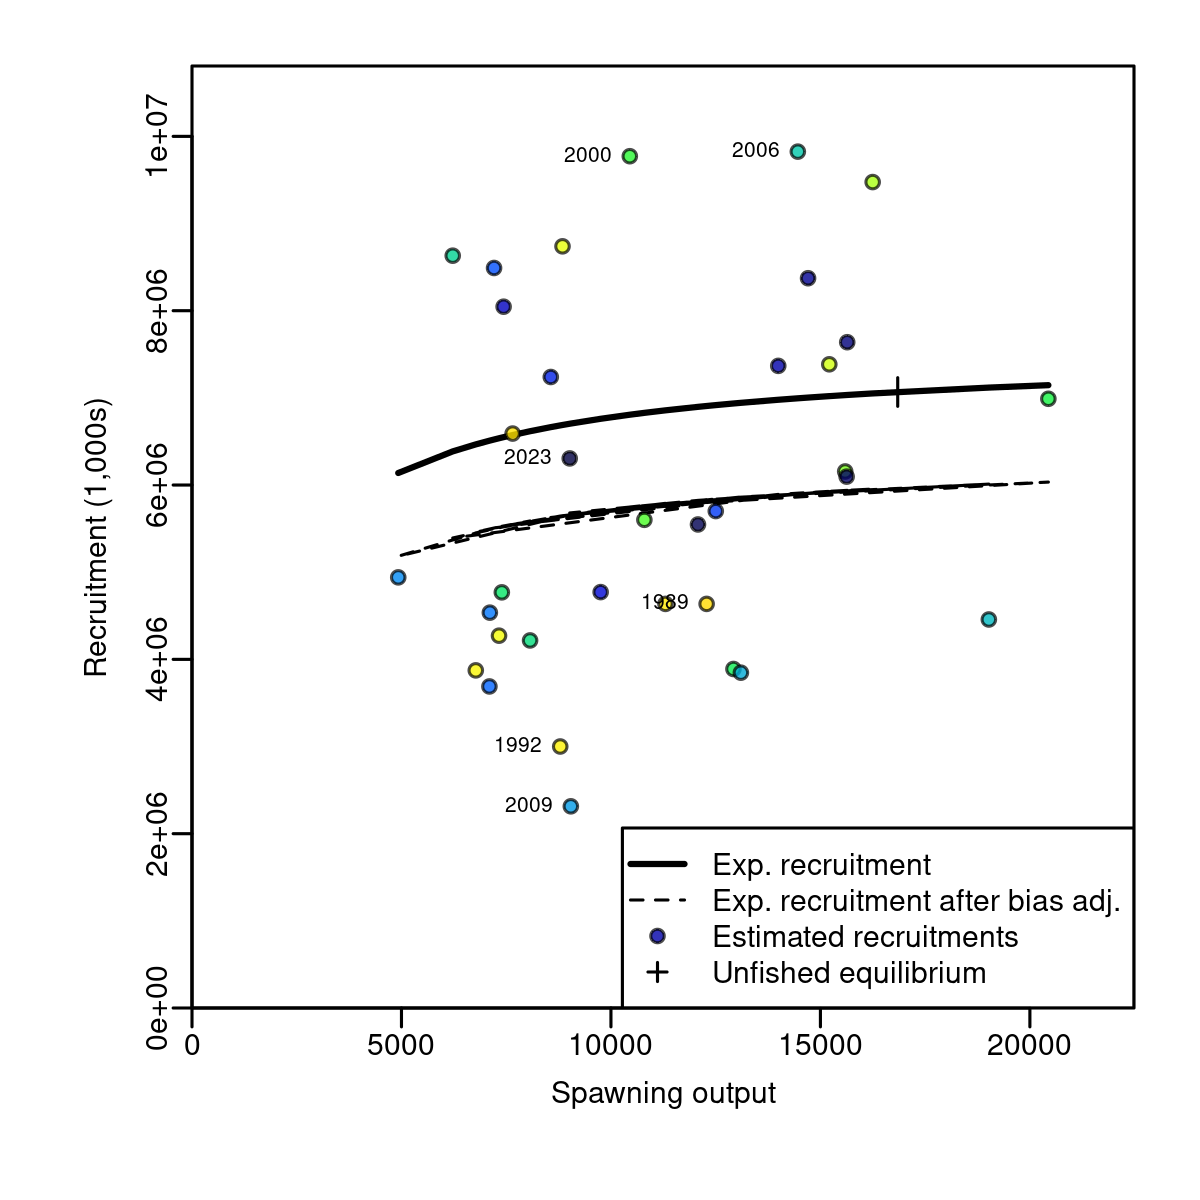 2000
2006
2023
1989
1992
2009
Recruitment (1,000s)
1e+07
8e+06
6e+06
4e+06
2e+06
0e+00
0 5000 10000 15000 20000
Spawning output
Exp. recruitment
Exp. recruitment after bias adj.
Estimated recruitments
Unfished equilibrium